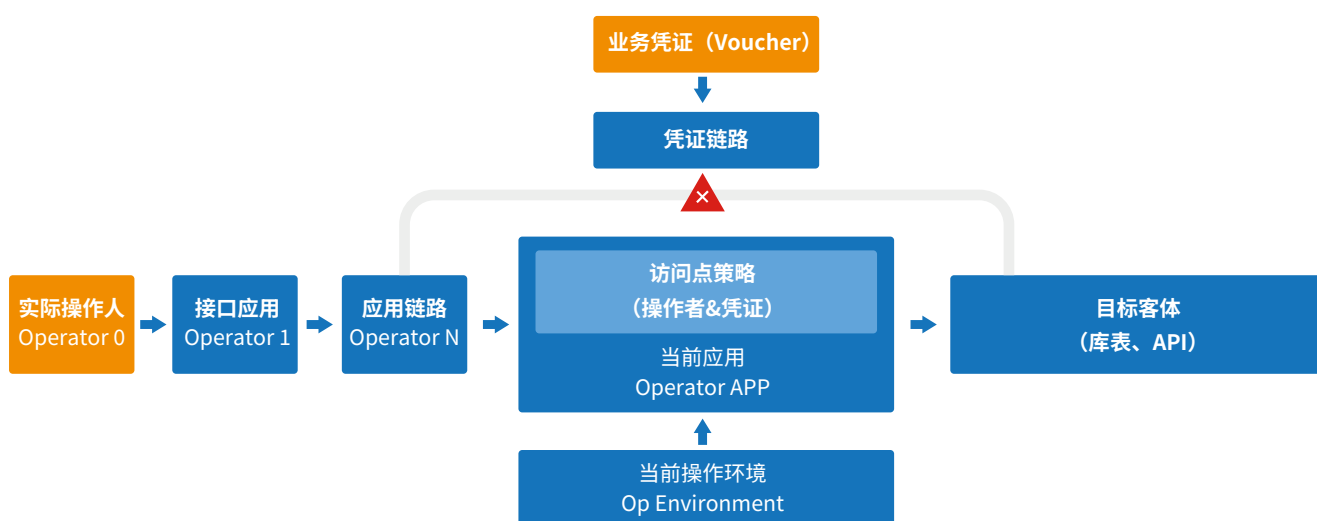 业务凭证（Voucher）
凭证链路
实际操作人
Operator 0
接口应用
Operator 1
应用链路
Operator N
访问点策略
（操作者&凭证）
当前应用
Operator APP
目标客体
（库表、API）
当前操作环境
Op Environment